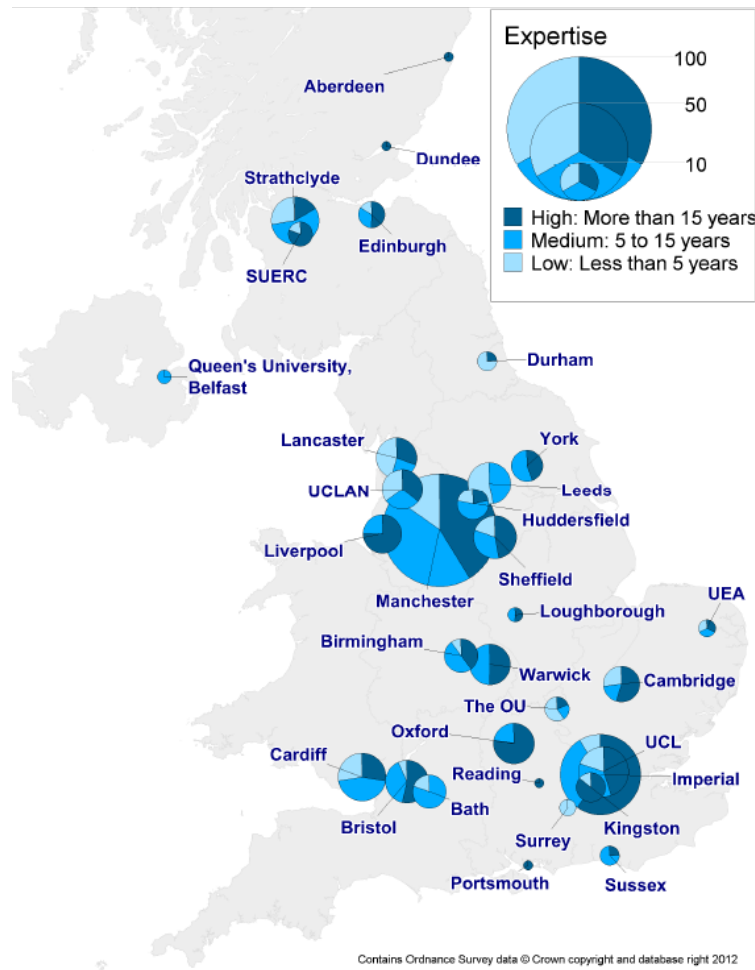 Expertise
100
50
10
High: More than 15 years
Medium: 5 to 15 years
Low: Less than 5 years
Aberdeen
Dundee
Strathclyde
Edinburgh
SUERC
Durham
Queen's University,
Belfast
Lancaster
York
UCLAN
Leeds
Huddersfield
Liverpool
Sheffield
Manchester
UEA
Loughborough
Birmingham
Warwick
Cambridge
The OU
Oxford
UCL
Cardiff
Reading
Imperial
Bath
Bristol
Kingston
Surrey
Portsmouth
Sussex
Contains Ordnance Survey data © Crown copyright and database right 2012